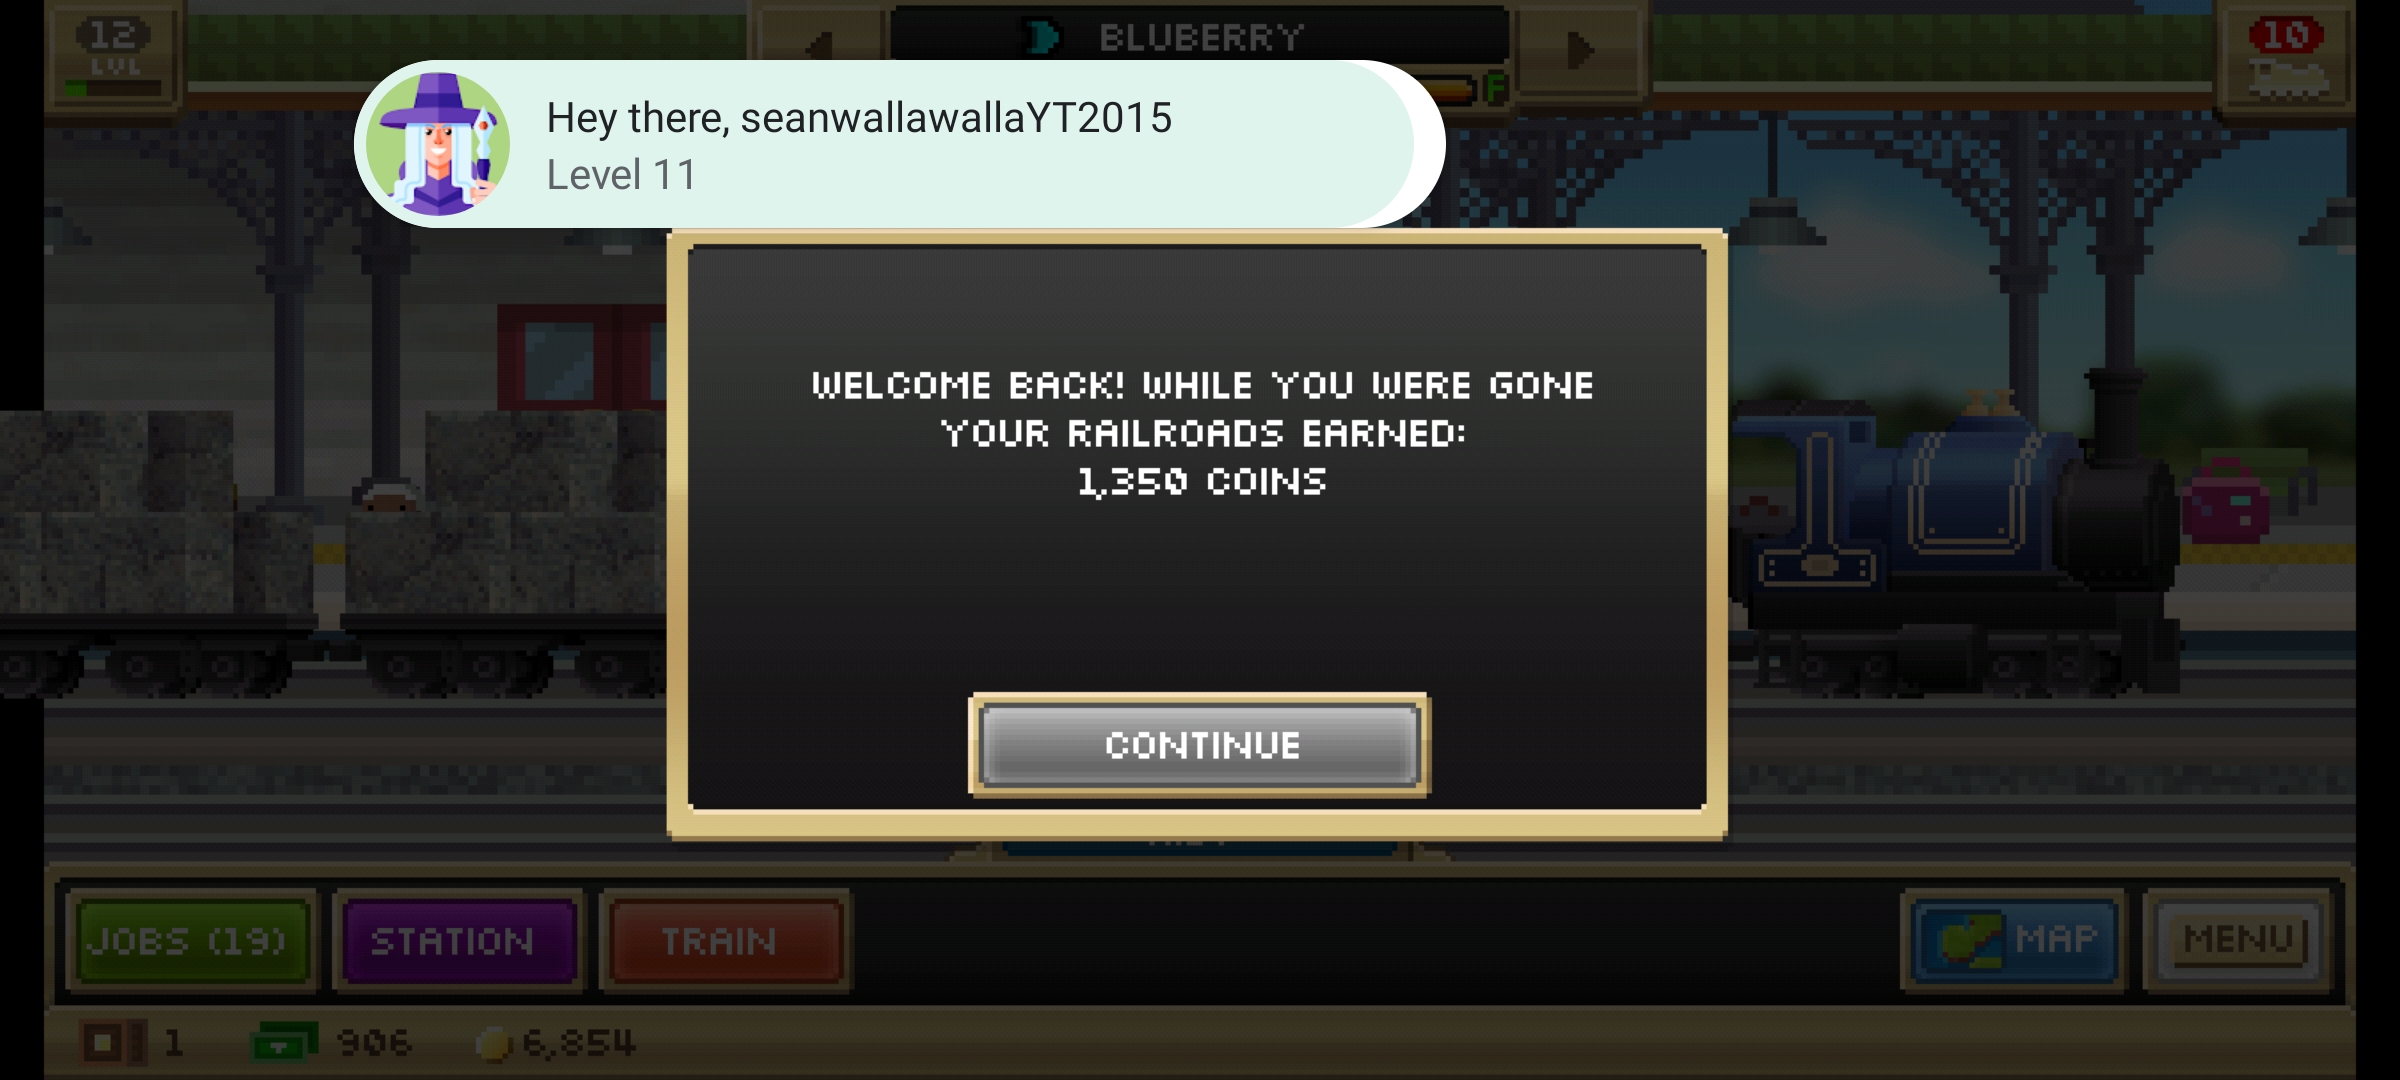 12
LVL
BLUBERRY
10
F
Hey there, seanwallawallaYT2015
Level 11
WELCOME BACK! WHILE YOU WERE GONE
YOUR RAILROADS EARNED:
1,350 COINS
CONTINUE
JOBS (19)
STATION
TRAIN
MAP
MENU
1
906
6,854